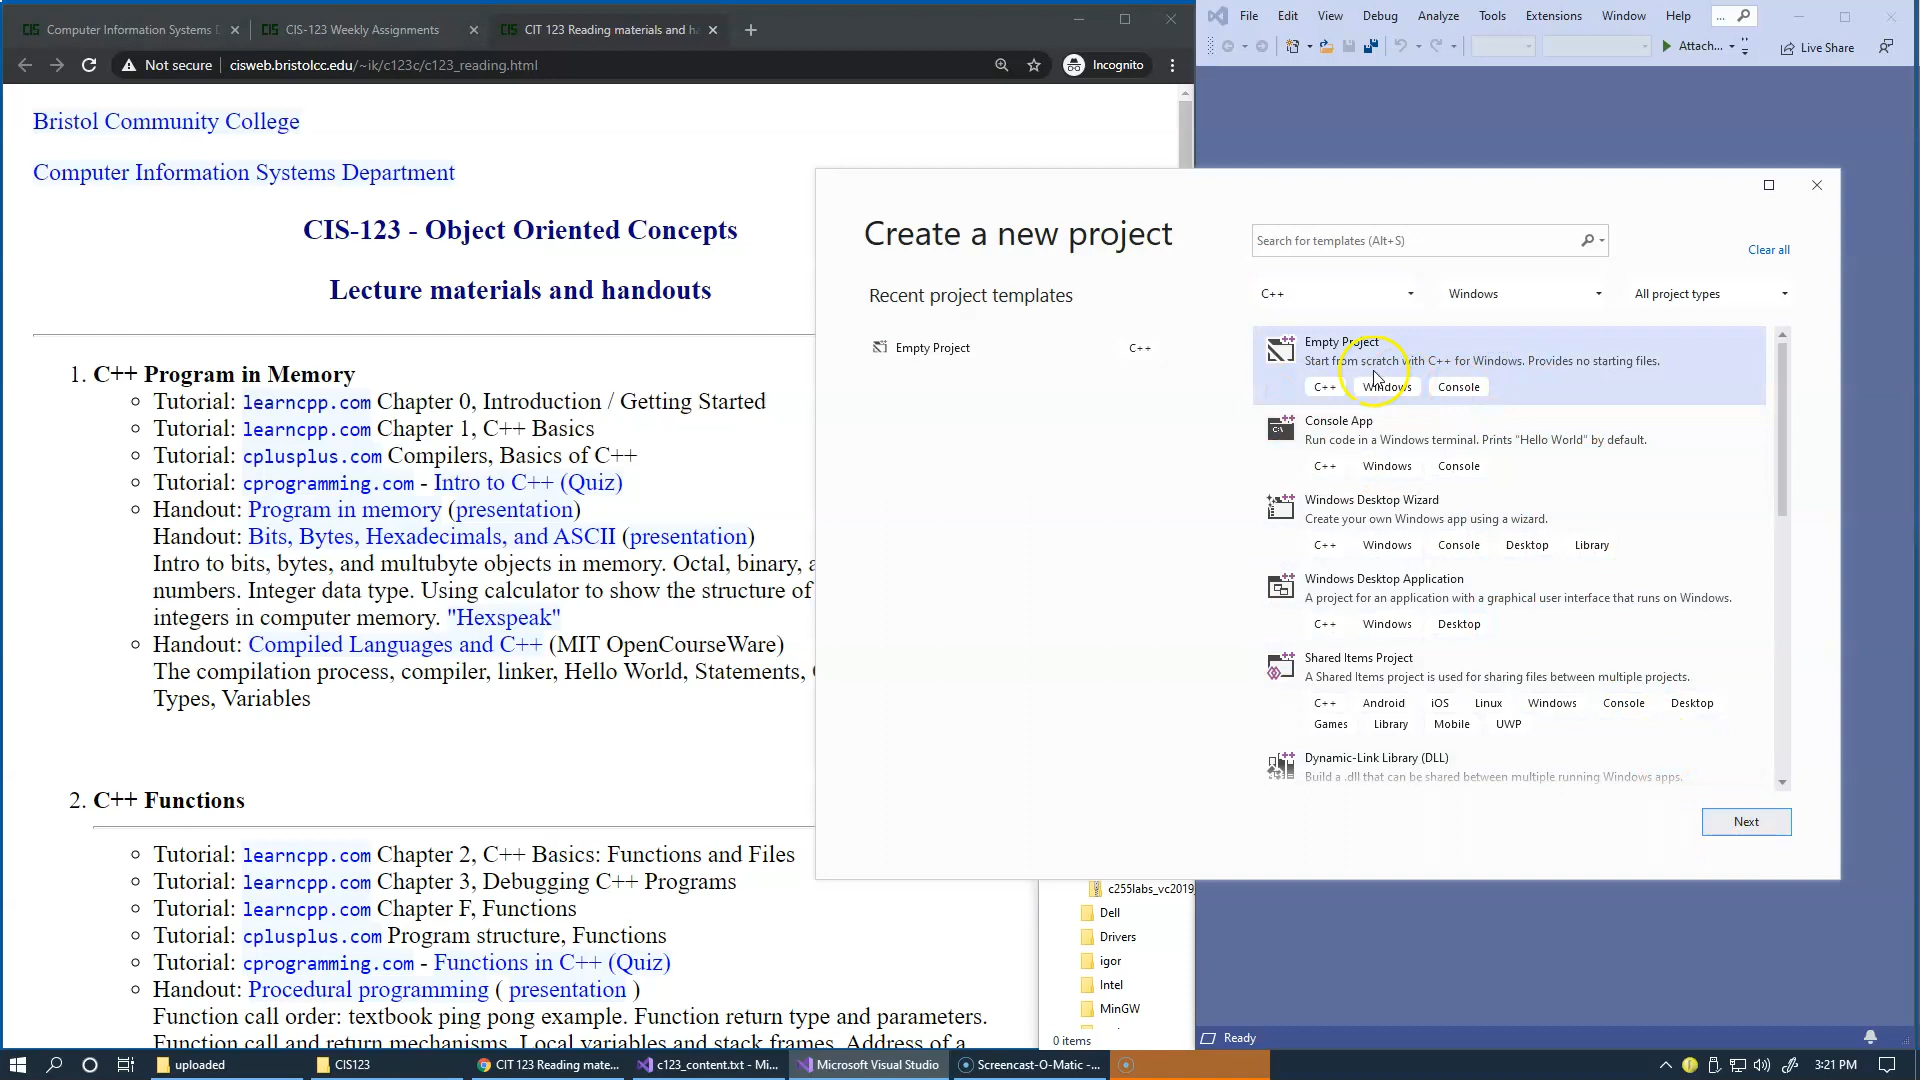 Computer Information Systems D
CIS-123 Weekly Assignments
CIT 123 Reading materials and ha
Not secure
cisweb.bristolcc.edu/~ik/c123c/c123_reading.html
Incognito
File Edit View Debug Analyze Tools Extensions Window Help ...
Attach...
Live Share
Bristol Community College
Computer Information Systems Department
CIS-123 - Object Oriented Concepts
Lecture materials and handouts
1. C++ Program in Memory
Tutorial: learncpp.com Chapter 0, Introduction / Getting Started
Tutorial: learncpp.com Chapter 1, C++ Basics
Tutorial: cplusplus.com Compilers, Basics of C++
Tutorial: cprogramming.com - Intro to C++ (Quiz)
Handout: Program in memory (presentation)
Handout: Bits, Bytes, Hexadecimals, and ASCII (presentation)
Intro to bits, bytes, and multubyte objects in memory. Octal, binary, a
numbers. Integer data type. Using calculator to show the structure of
integers in computer memory. "Hexspeak"
Handout: Compiled Languages and C++ (MIT OpenCourseWare)
The compilation process, compiler, linker, Hello World, Statements,
Types, Variables
2. C++ Functions
Tutorial: learncpp.com Chapter 2, C++ Basics: Functions and Files
Tutorial: learncpp.com Chapter 3, Debugging C++ Programs
Tutorial: learncpp.com Chapter F, Functions
Tutorial: cplusplus.com Program structure, Functions
Tutorial: cprogramming.com - Functions in C++ (Quiz)
Handout: Procedural programming ( presentation )
Function call order: textbook ping pong example. Function return type and parameters.
Function call and return mechanisms. Local variables and stack frames. Address of a
Create a new project
Recent project templates
Empty Project C++
Search for templates (Alt+S)
Clear all
C++ Windows All project types
Empty Project
Start from scratch with C++ for Windows. Provides no starting files.
C++ Windows Console
Console App
Run code in a Windows terminal. Prints "Hello World" by default.
C++ Windows Console
Windows Desktop Wizard
Create your own Windows app using a wizard.
C++ Windows Console Desktop Library
Windows Desktop Application
A project for an application with a graphical user interface that runs on Windows.
C++ Windows Desktop
Shared Items Project
A Shared Items project is used for sharing files between multiple projects.
C++ Android iOS Linux Windows Console Desktop
Games Library Mobile UWP
Dynamic-Link Library (DLL)
Build a .dll that can be shared between multiple running Windows apps.
Next
c255labs_vc2019_
Dell
Drivers
igor
Intel
MinGW
0 items
Ready
uploaded
CIS123
CIT 123 Reading mate...
c123_content.txt - Mi...
Microsoft Visual Studio
Screencast-O-Matic -...
3:21 PM